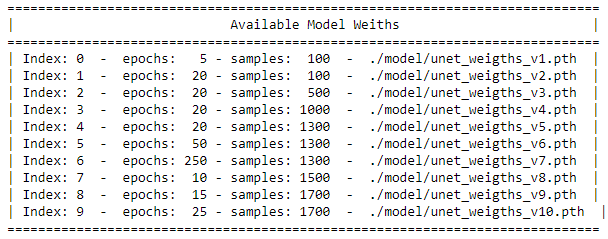 ===============================================================================
|                             Available Model Weiths                          |
===============================================================================
| Index: 0  -  epochs:   5 - samples:  100  -  ./model/unet_weigths_v1.pth  |
| Index: 1  -  epochs:  20 - samples:  100  -  ./model/unet_weigths_v2.pth  |
| Index: 2  -  epochs:  20 - samples:  500  -  ./model/unet_weigths_v3.pth  |
| Index: 3  -  epochs:  20 - samples: 1000  -  ./model/unet_weigths_v4.pth  |
| Index: 4  -  epochs:  20 - samples: 1300  -  ./model/unet_weigths_v5.pth  |
| Index: 5  -  epochs:  50 - samples: 1300  -  ./model/unet_weigths_v6.pth  |
| Index: 6  -  epochs: 250 - samples: 1300  -  ./model/unet_weigths_v7.pth  |
| Index: 7  -  epochs:  10 - samples: 1500  -  ./model/unet_weigths_v8.pth  |
| Index: 8  -  epochs:  15 - samples: 1700  -  ./model/unet_weigths_v9.pth  |
| Index: 9  -  epochs:  25 - samples: 1700  -  ./model/unet_weigths_v10.pth  |
===============================================================================